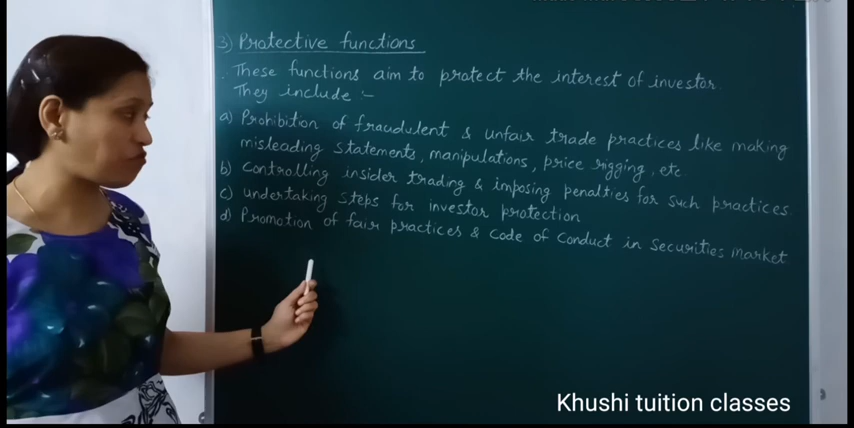 3) Protective functions
These functions aim to protect the interest of investor.
They include :-
a) Prohibition of fraudulent & unfair trade practices like making
misleading statements, manipulations, price rigging, etc.
b) Controlling insider trading & imposing penalties for such practices
c) undertaking steps for investor protection
d) Promotion of fair practices & code of conduct in securities market
Khushi tuition classes